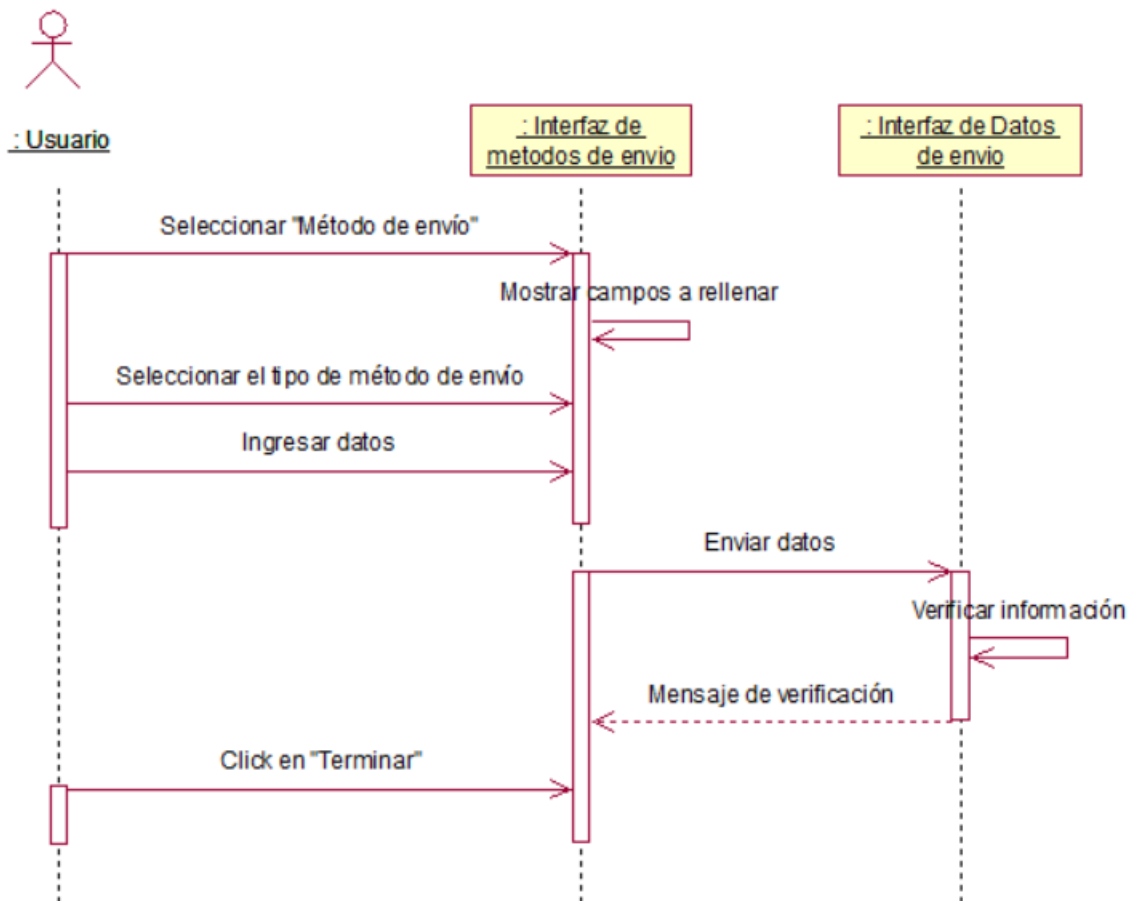 : Usuario
: Interfaz de
metodos de envio
: Interfaz de Datos
de envio
Seleccionar "Método de envío"
Mostrar campos a rellenar
Seleccionar el tipo de método de envío
Ingresar datos
Enviar datos
Verificar información
Mensaje de verificación
Click en "Terminar"